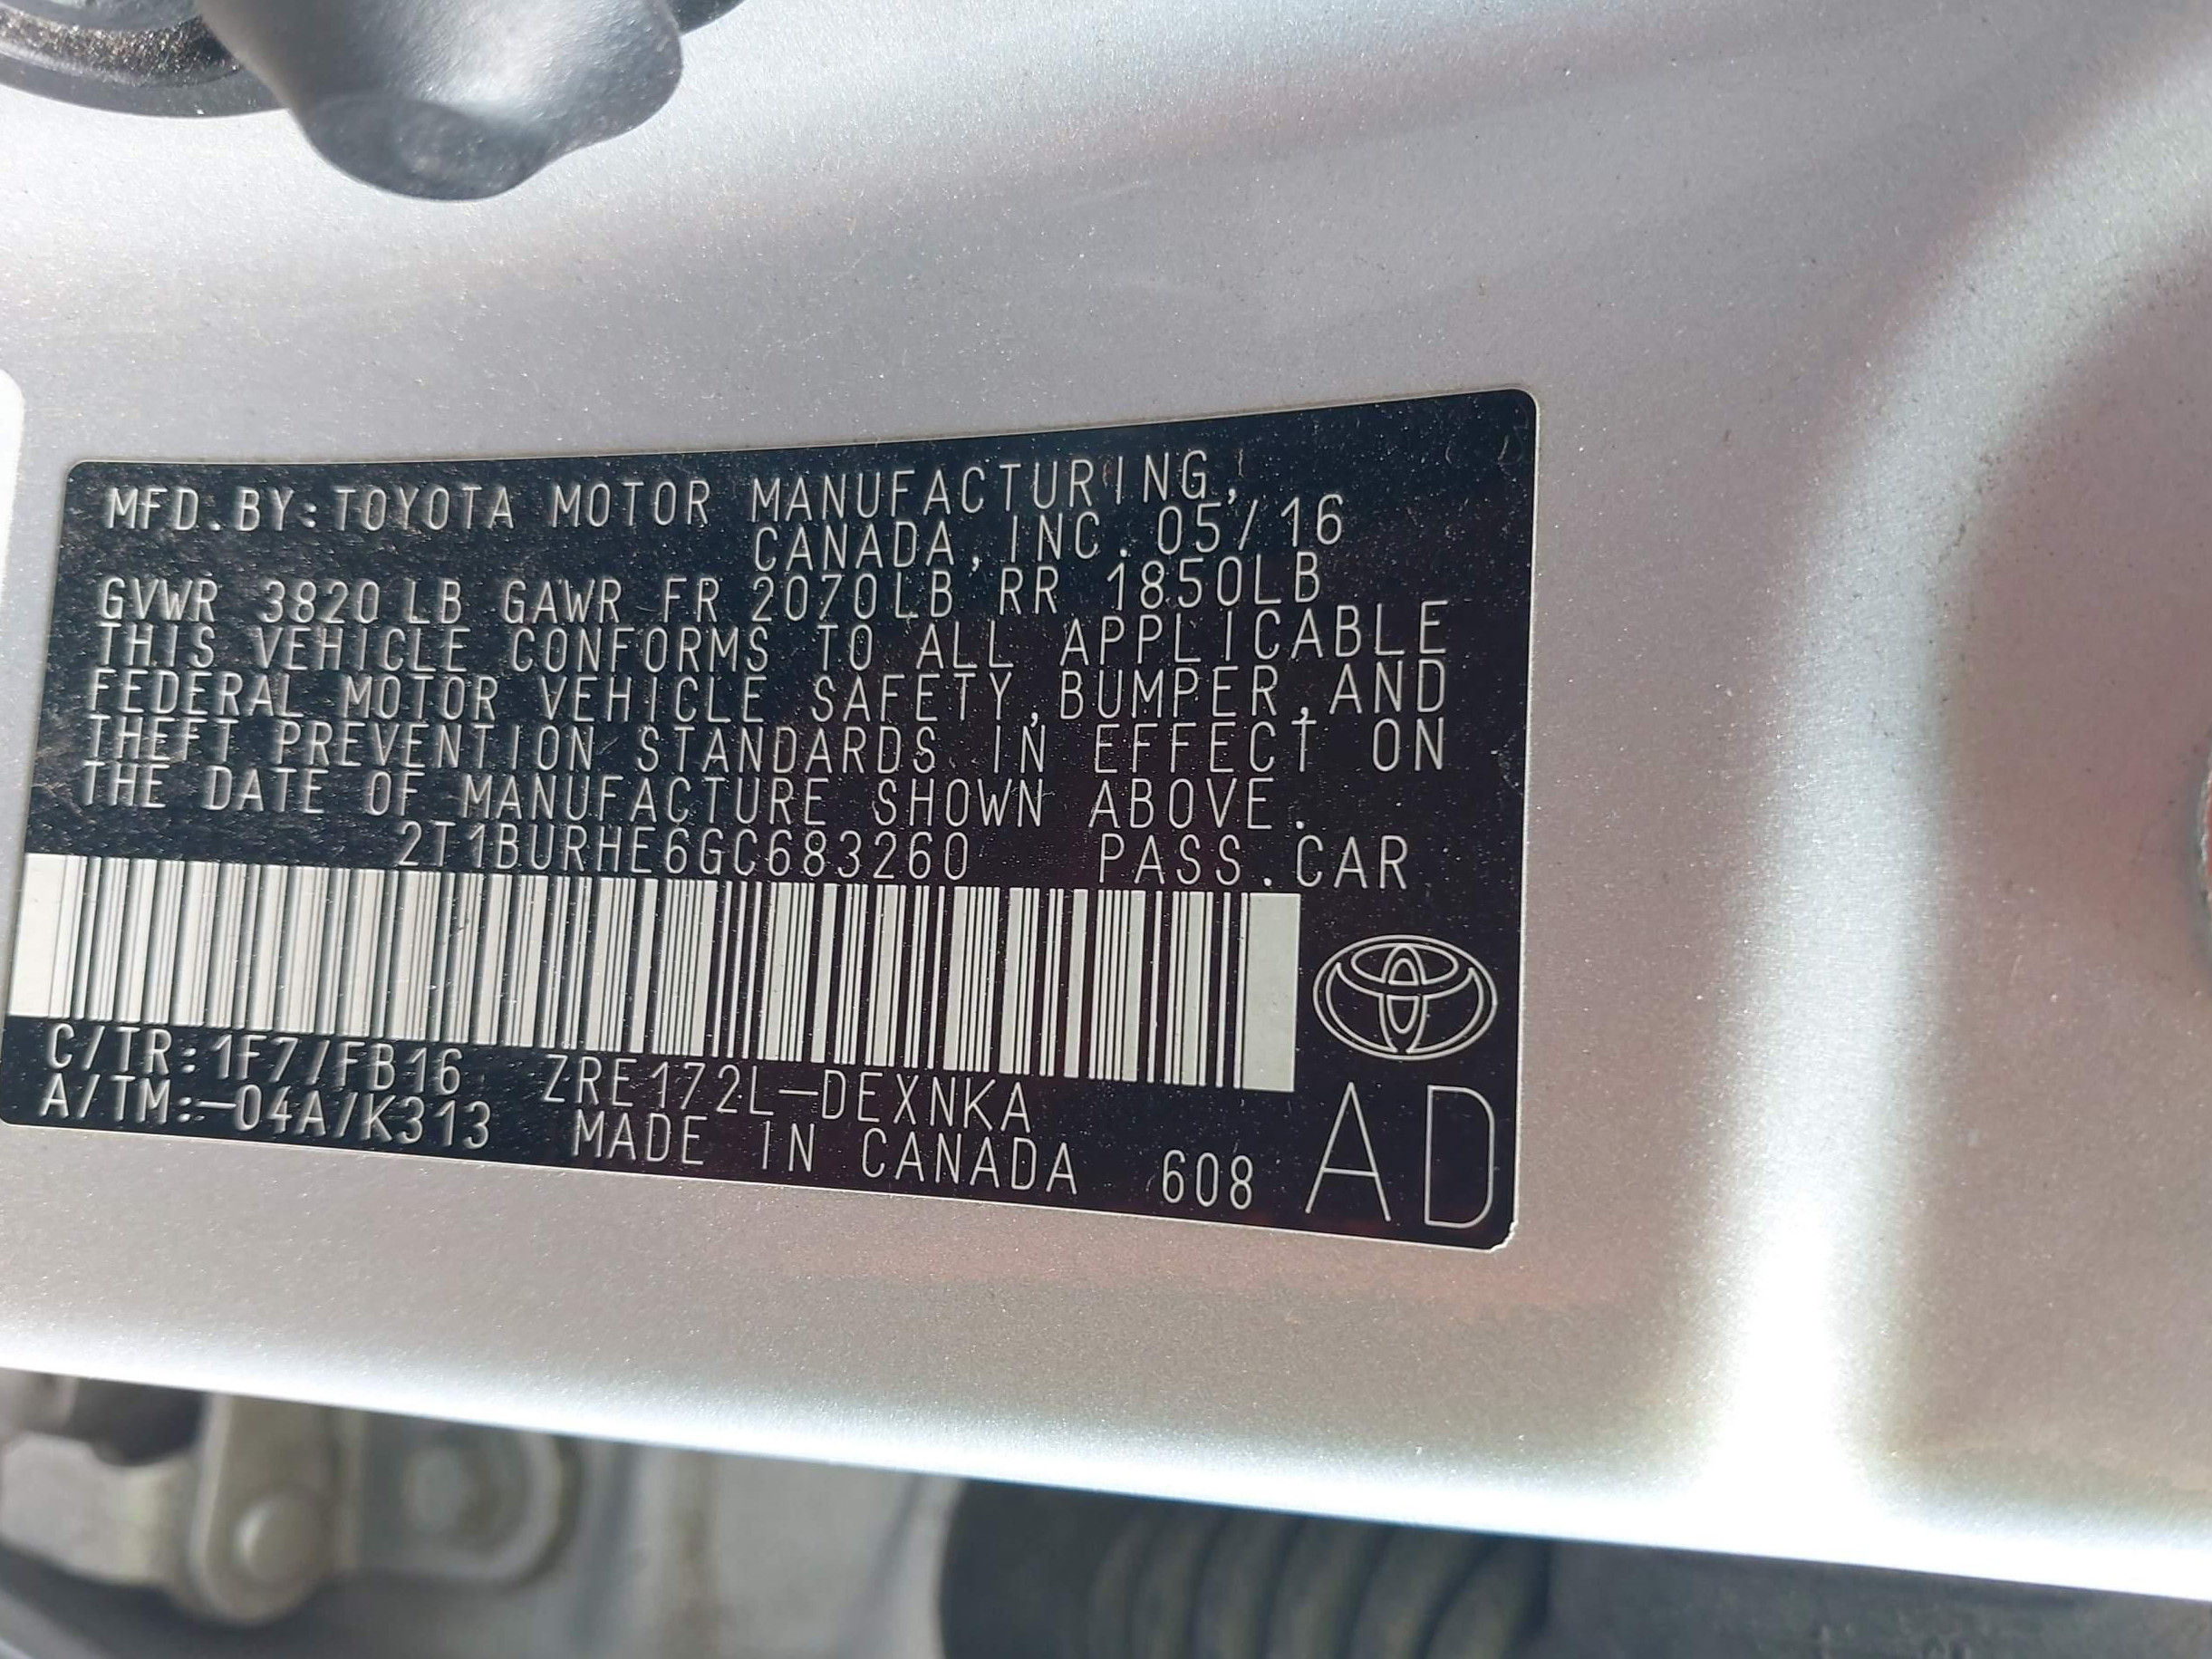 MFD.BY:TOYOTA MOTOR MANUFACTURING,
CANADA,INC.05/16
GVWR 3820LB GAWR FR 2070LB RR 1850LB
THIS VEHICLE CONFORMS TO ALL APPLICABLE
FEDERAL MOTOR VEHICLE SAFETY,BUMPER,AND
THEFT PREVENTION STANDARDS IN EFFECT ON
THE DATE OF MANUFACTURE SHOWN ABOVE.
2T1BURHE6GC683260 PASS.CAR
C/TR:1F7/FB16 ZRE172L-DEXNKA
A/TM:-04A/K313 MADE IN CANADA 608 AD